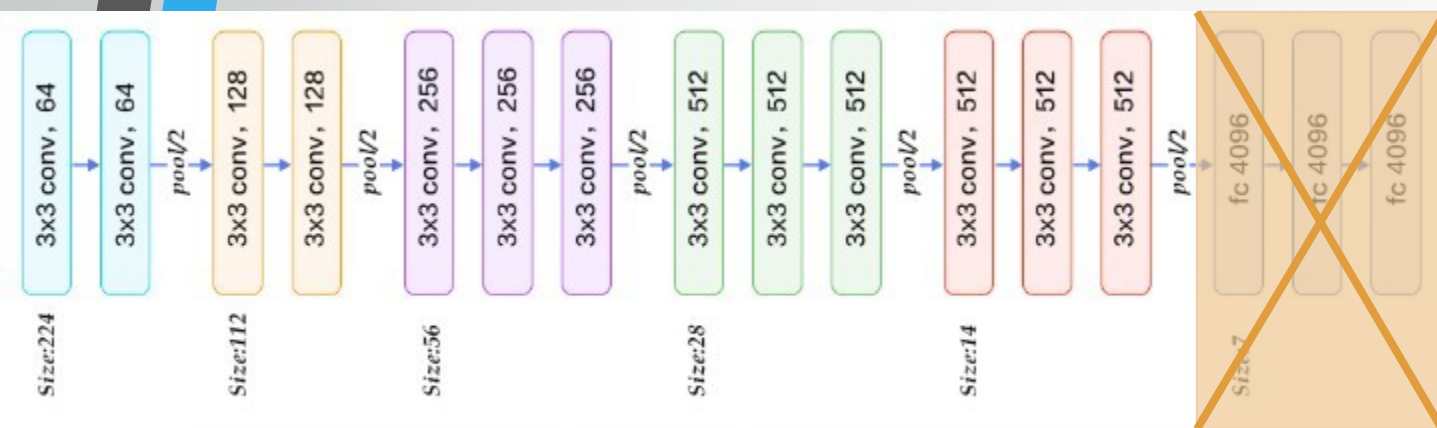 3x3 conv, 64
3x3 conv, 64
pool/2
3x3 conv, 128
3x3 conv, 128
pool/2
3x3 conv, 256
3x3 conv, 256
3x3 conv, 256
pool/2
3x3 conv, 512
3x3 conv, 512
3x3 conv, 512
pool/2
3x3 conv, 512
3x3 conv, 512
3x3 conv, 512
pool/2
fc 4096
fc 4096
fc 4096
Size:224
Size:112
Size:56
Size:28
Size:14
Size:7